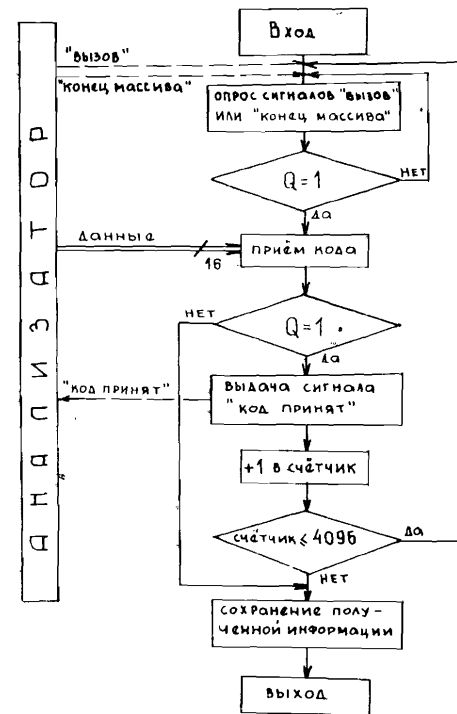 Вход
"Вызов"
"конец массива"
опрос сигналов "вызов"
или "конец массива"
Q=1
нет
да
Данные
16
приём кода
Q=1
нет
да
"код принят"
выдача сигнала
"код принят"
+1 в счётчик
счётчик ≤ 4096
да
нет
сохранение полу-
ченной информации
выход
АНАЛИЗАТОР